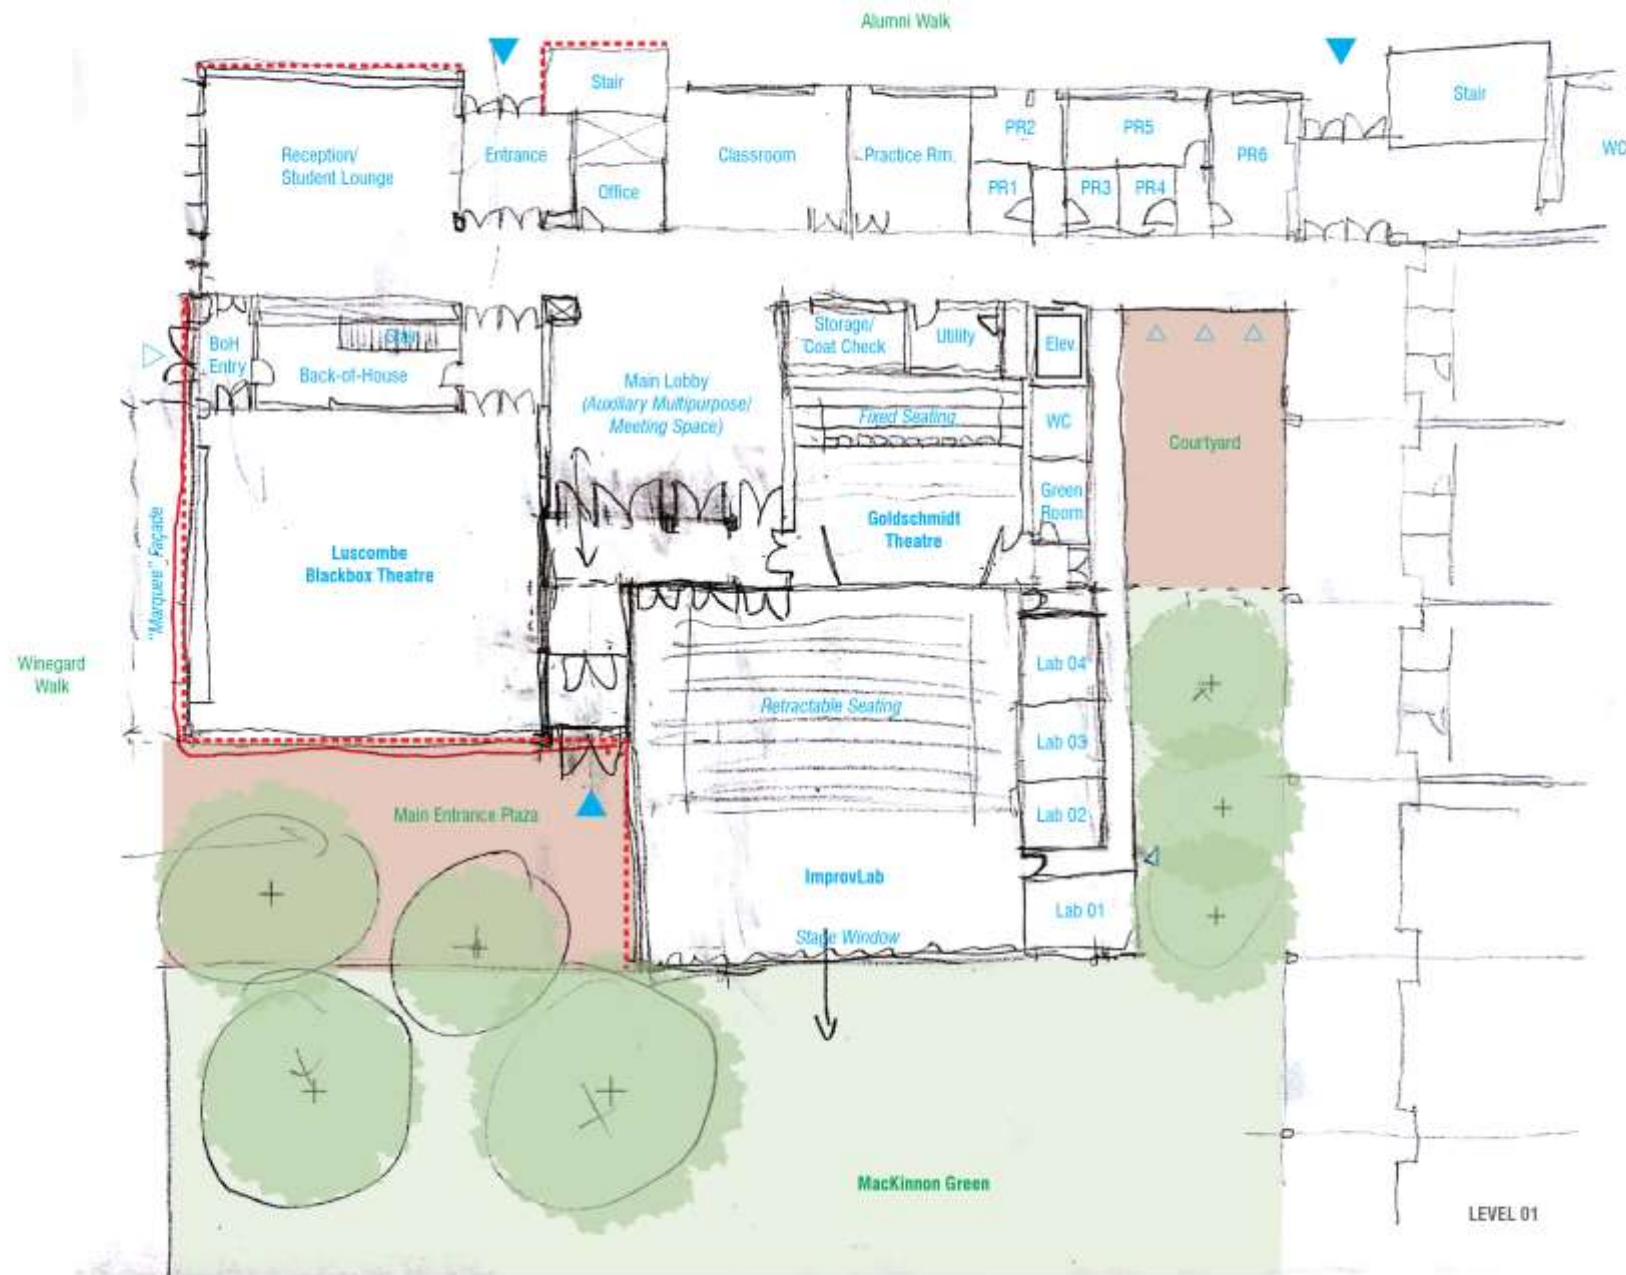 Alumni Walk
Stair
Stair
Reception/
Student Lounge
Entrance
Office
Classroom
Practice Rm.
PR2
PR1
PR5
PR3
PR4
PR6
WC
BoH
Entry
Stair
Back-of-House
Main Lobby
(Auxiliary Multipurpose/
Meeting Space)
Storage/
Coat Check
Utility
Elev.
Fixed Seating
WC
Courtyard
Green
Room
Goldschmidt
Theatre
"Marquee" Façade
Luscombe
Blackbox Theatre
Winegard
Walk
Retractable Seating
Lab 04
Lab 03
Lab 02
Main Entrance Plaza
ImprovLab
Lab 01
Stage Window
MacKinnon Green
LEVEL 01